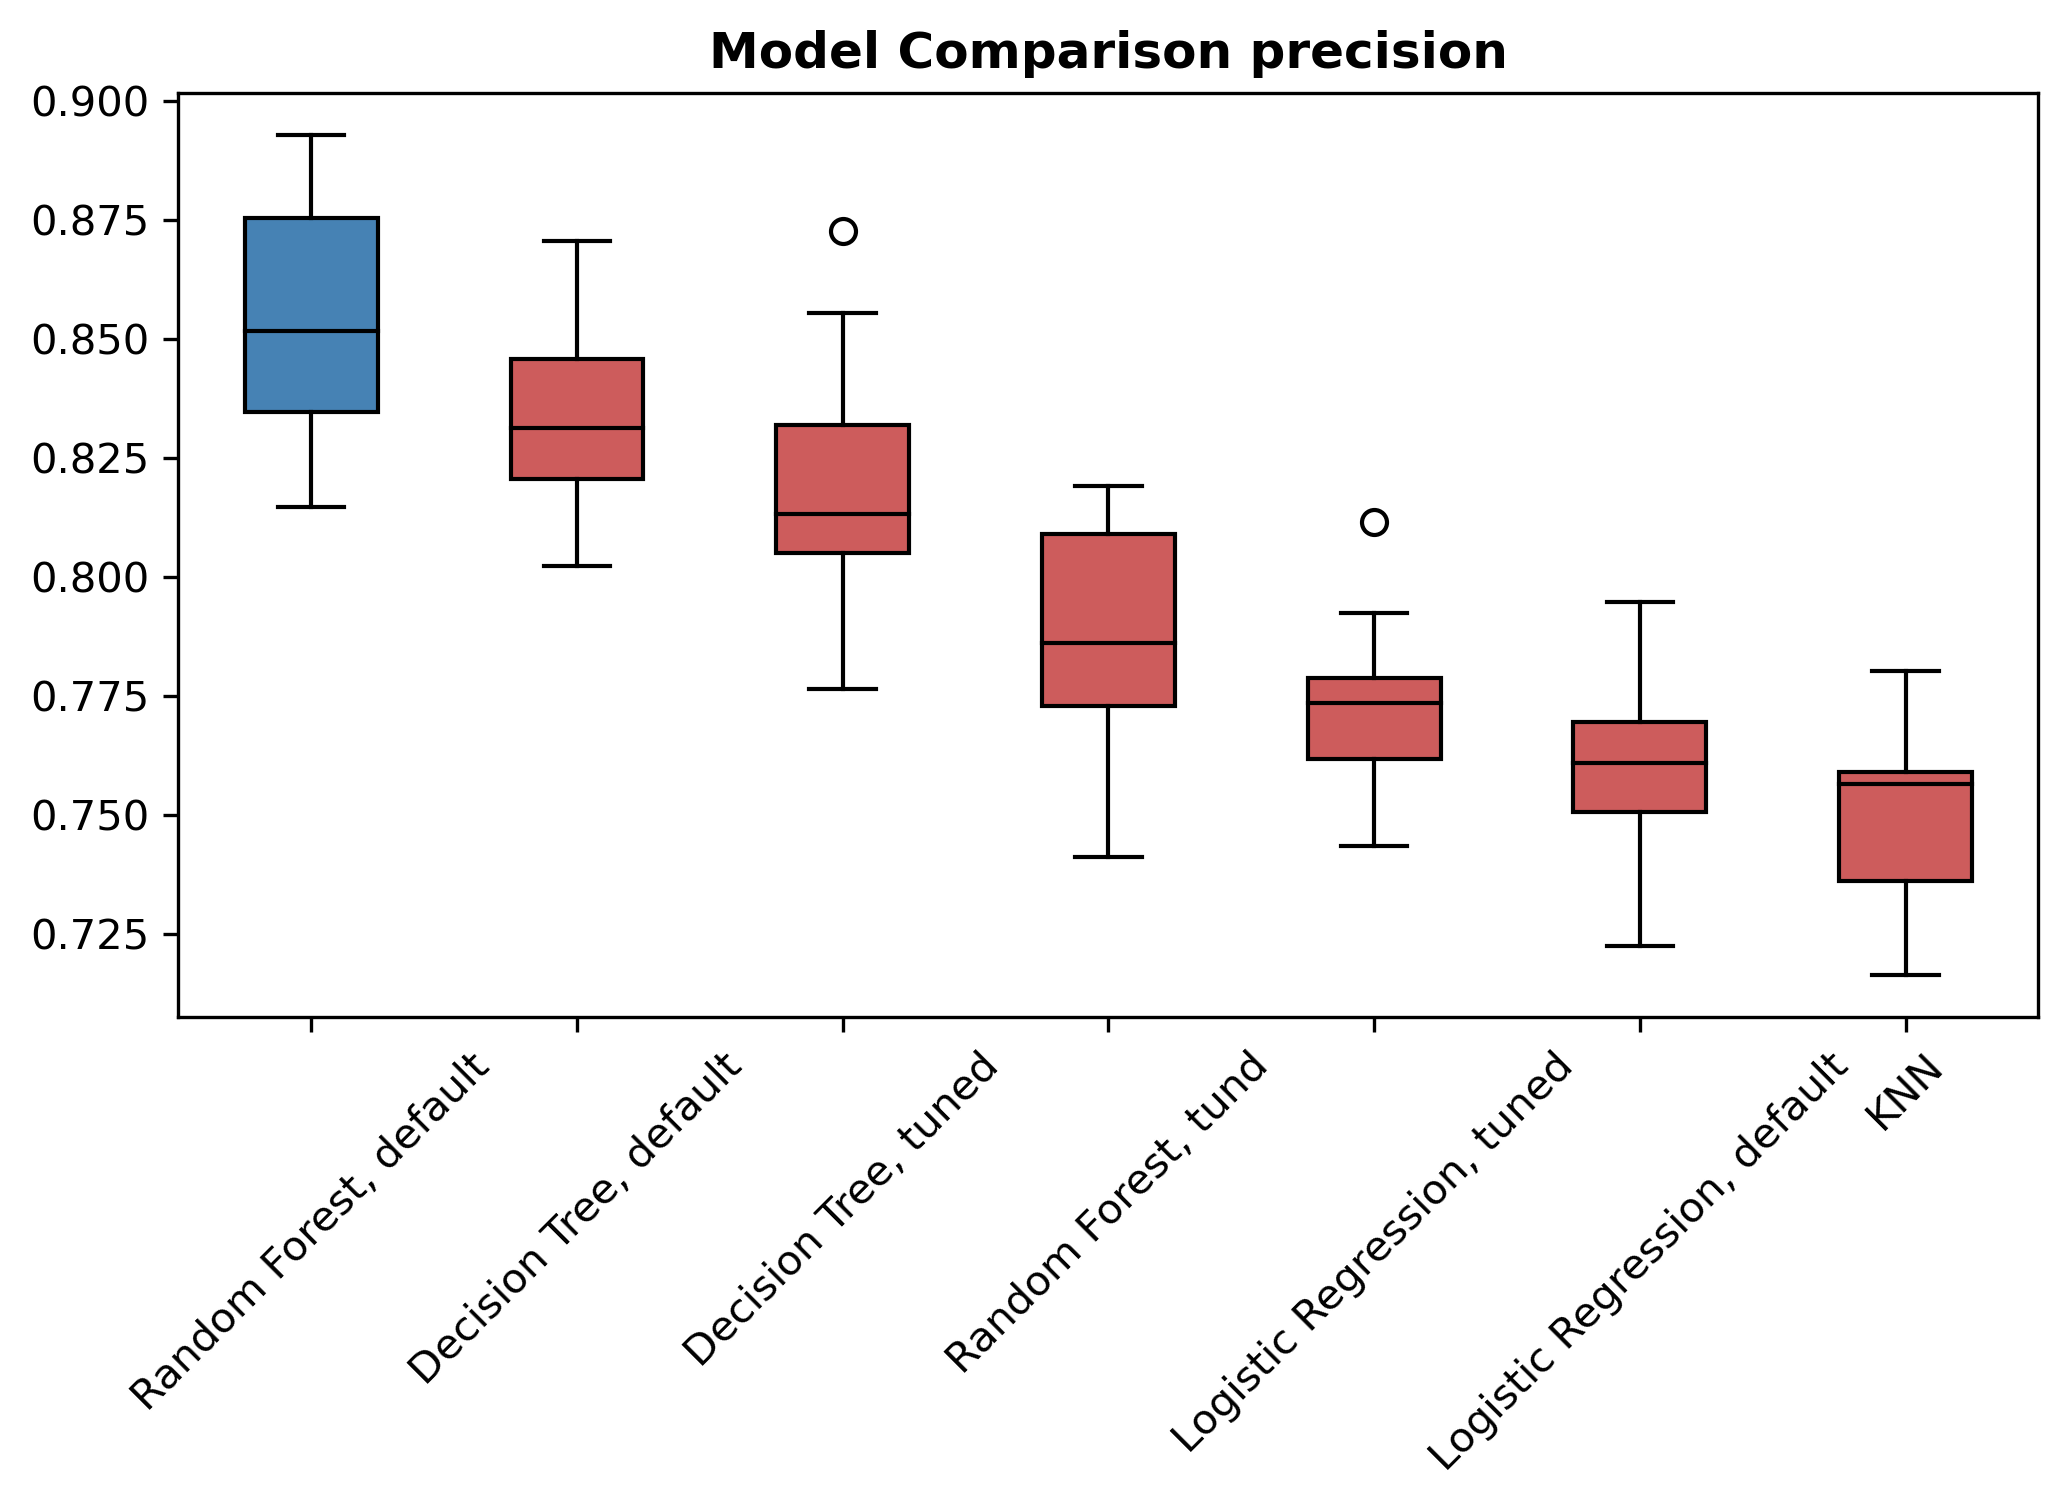 Model Comparison precision
0.900
0.875
0.850
0.825
0.800
0.775
0.750
0.725
Random Forest, default
Decision Tree, default
Decision Tree, tuned
Random Forest, tund
Logistic Regression, tuned
Logistic Regression, default
KNN